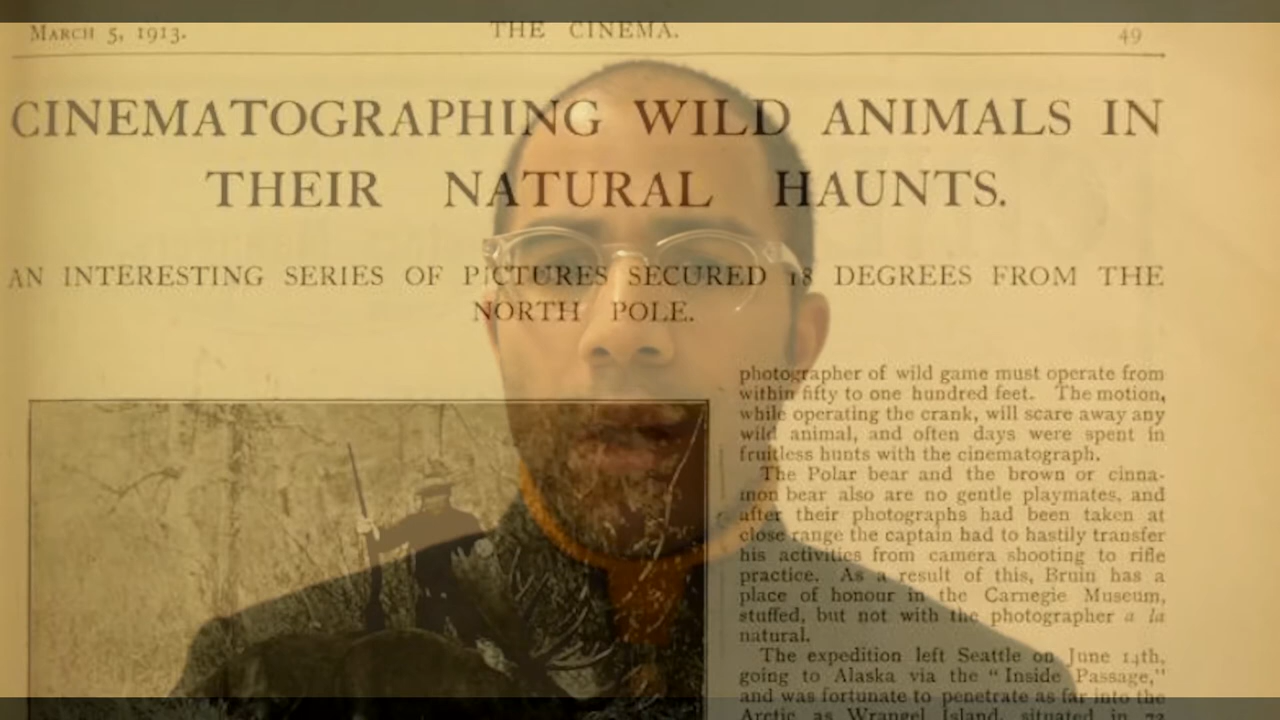 MARCH 5, 1913.
THE CINEMA.
49
CINEMATOGRAPHING WILD ANIMALS IN
THEIR NATURAL HAUNTS.
AN INTERESTING SERIES OF PICTURES SECURED 18 DEGREES FROM THE
NORTH POLE.
photographer of wild game must operate from
within fifty to one hundred feet. The motion,
while operating the crank, will scare away any
wild animal, and often days were spent in
fruitless hunts with the cinematograph.
The Polar bear and the brown or cinna-
mon bear also are no gentle playmates, and
after their photographs had been taken at
close range the captain had to hastily transfer
his activities from camera shooting to rifle
practice. As a result of this, Bruin has a
place of honour in the Carnegie Museum,
stuffed, but not with the photographer a la
natural.
The expedition left Seattle on June 14th,
going to Alaska via the "Inside Passage,"
and was fortunate to penetrate as far into the
Arctic as Wrangel Island, situated in 72